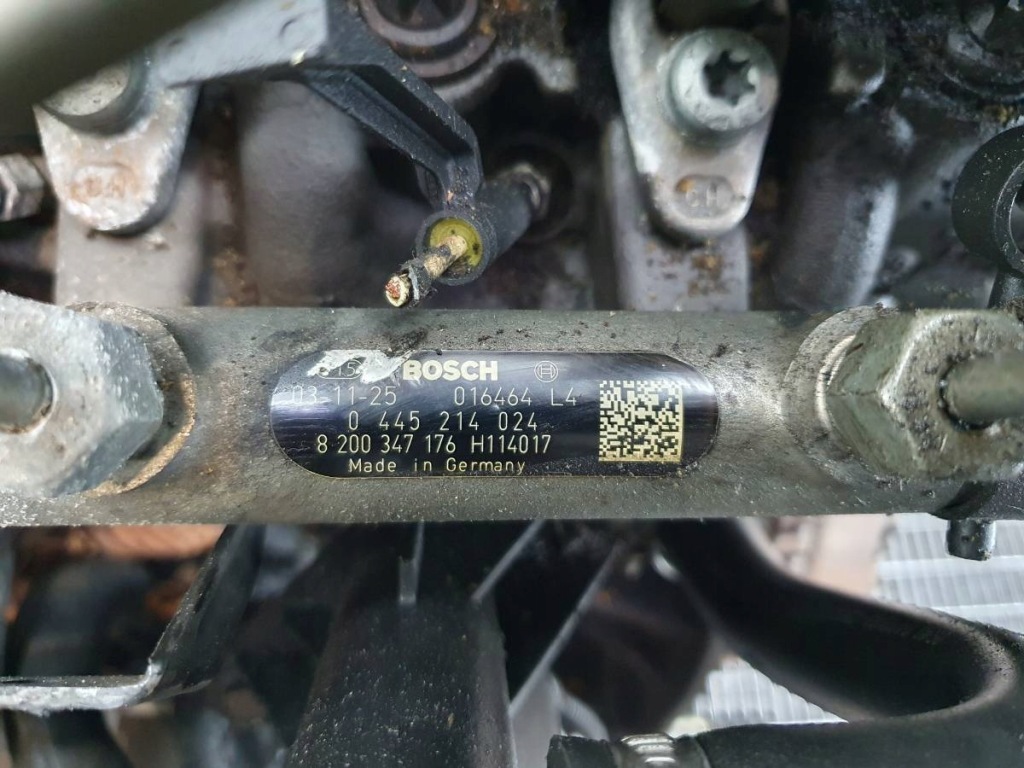 BOSCH
03-11-25 016464 L4
0 445 214 024
8 200 347 176 H114017
Made in Germany